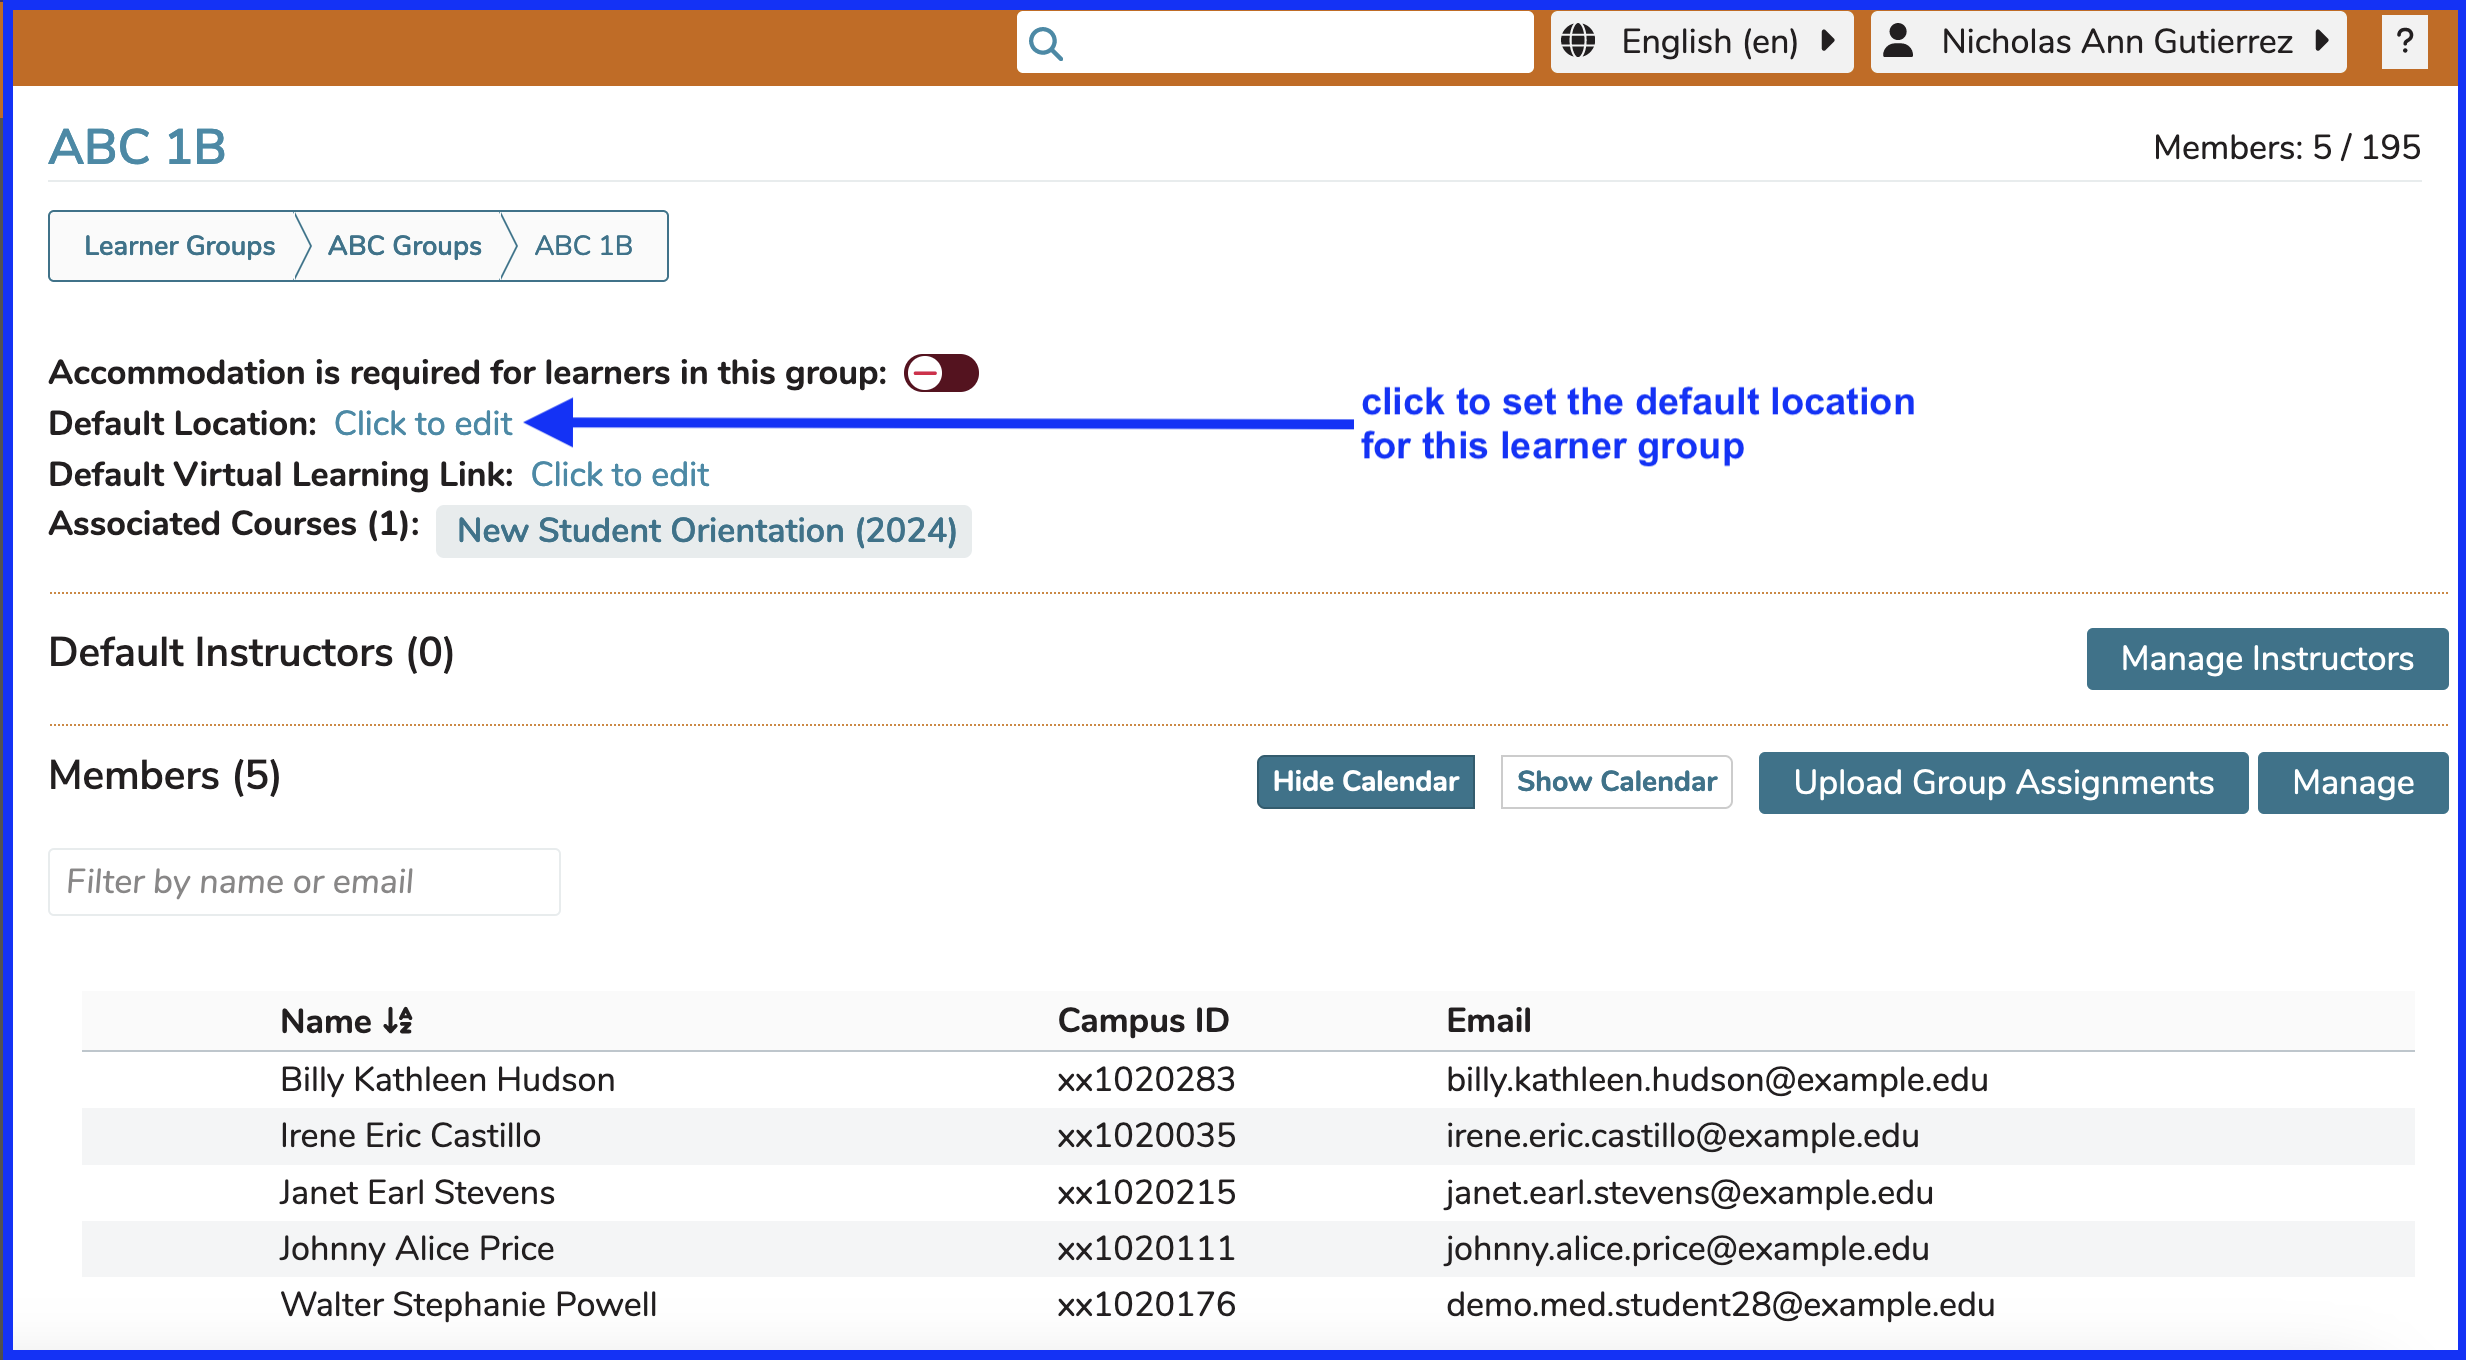 English (en)
Nicholas Ann Gutierrez
?
ABC 1B
Members: 5 / 195
Learner Groups
ABC Groups
ABC 1B
Accommodation is required for learners in this group:
Default Location: Click to edit
click to set the default location
for this learner group
Default Virtual Learning Link: Click to edit
Associated Courses (1): New Student Orientation (2024)
Default Instructors (0)
Manage Instructors
Members (5)
Hide Calendar
Show Calendar
Upload Group Assignments
Manage
Filter by name or email
Name Campus ID Email
Billy Kathleen Hudson xx1020283 billy.kathleen.hudson@example.edu
Irene Eric Castillo xx1020035 irene.eric.castillo@example.edu
Janet Earl Stevens xx1020215 janet.earl.stevens@example.edu
Johnny Alice Price xx1020111 johnny.alice.price@example.edu
Walter Stephanie Powell xx1020176 demo.med.student28@example.edu